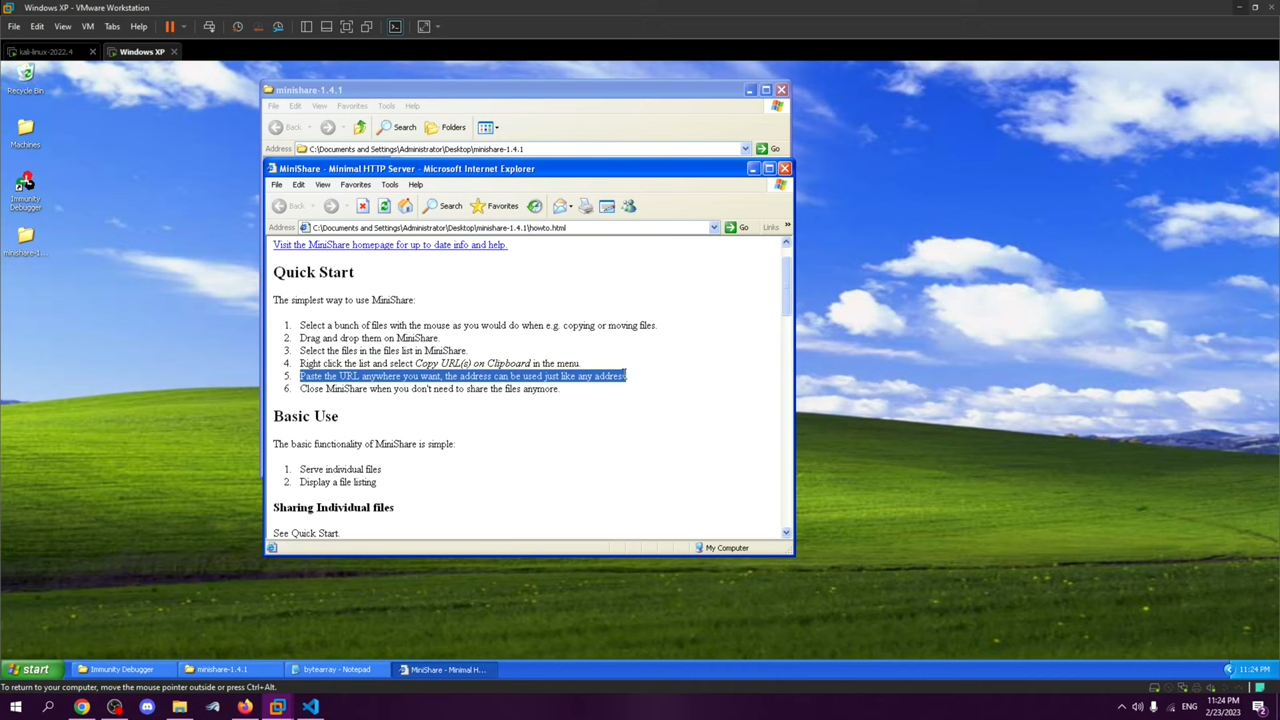 Windows XP - VMware Workstation
File Edit View VM Tabs Help
kali-linux-2022.4
Windows XP
Recycle Bin
Machines
Immunity
Debugger
minishare-1....
minishare-1.4.1
File Edit View Favorites Tools Help
Back Search Folders
Address C:\Documents and Settings\Administrator\Desktop\minishare-1.4.1 Go
MiniShare - Minimal HTTP Server - Microsoft Internet Explorer
File Edit View Favorites Tools Help
Back Search Favorites
Address C:\Documents and Settings\Administrator\Desktop\minishare-1.4.1\howto.html Go Links »
Visit the MiniShare homepage for up to date info and help.
Quick Start
The simplest way to use MiniShare:
1. Select a bunch of files with the mouse as you would do when e.g. copying or moving files.
2. Drag and drop them on MiniShare.
3. Select the files in the files list in MiniShare.
4. Right click the list and select Copy URL(s) on Clipboard in the menu.
5. Paste the URL anywhere you want, the address can be used just like any address.
6. Close MiniShare when you don't need to share the files anymore.
Basic Use
The basic functionality of MiniShare is simple:
1. Serve individual files
2. Display a file listing
Sharing Individual files
See Quick Start.
My Computer
start Immunity Debugger minishare-1.4.1 bytearray - Notepad MiniShare - Minimal H... 11:24 PM
To return to your computer, move the mouse pointer outside or press Ctrl+Alt.
ENG 11:24 PM
2/23/2023
2